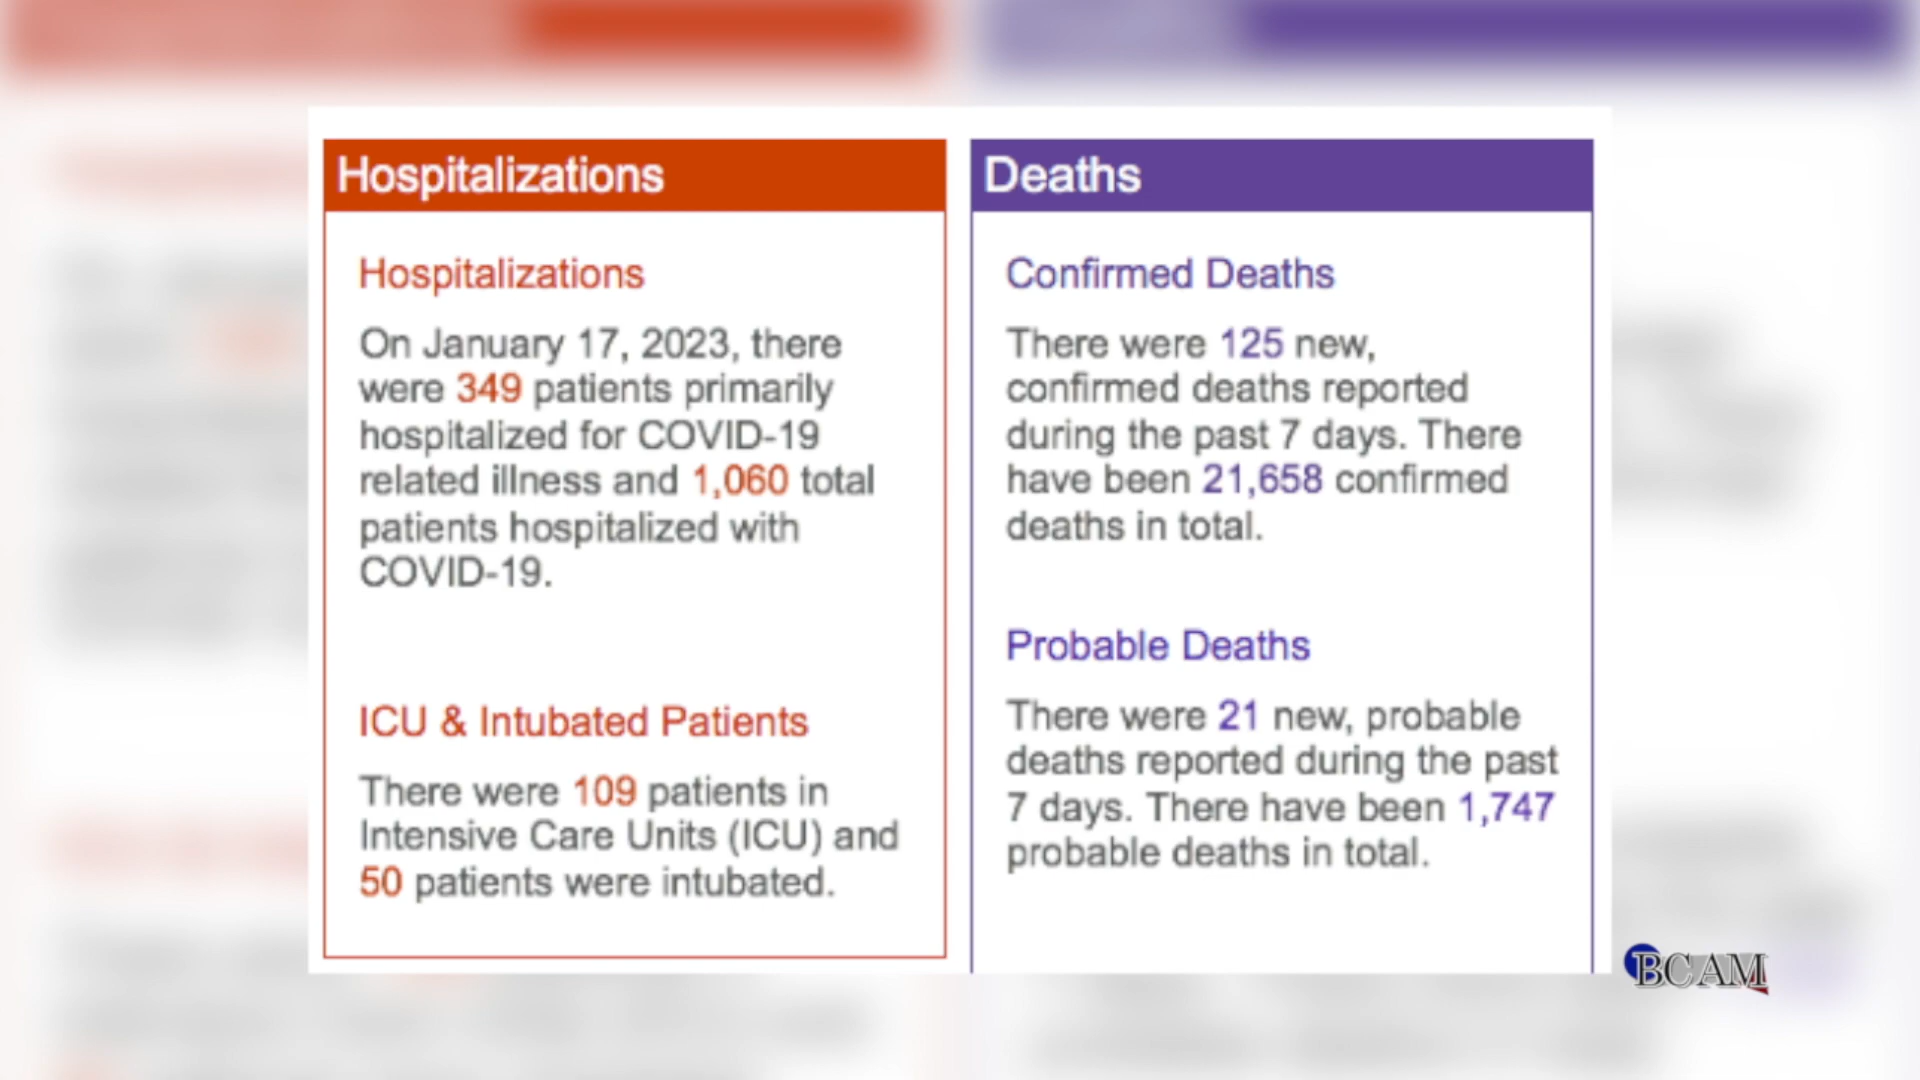 Hospitalizations
Hospitalizations
On January 17, 2023, there
were 349 patients primarily
hospitalized for COVID-19
related illness and 1,060 total
patients hospitalized with
COVID-19.
ICU & Intubated Patients
There were 109 patients in
Intensive Care Units (ICU) and
50 patients were intubated.
Deaths
Confirmed Deaths
There were 125 new,
confirmed deaths reported
during the past 7 days. There
have been 21,658 confirmed
deaths in total.
Probable Deaths
There were 21 new, probable
deaths reported during the past
7 days. There have been 1,747
probable deaths in total.
BCAM